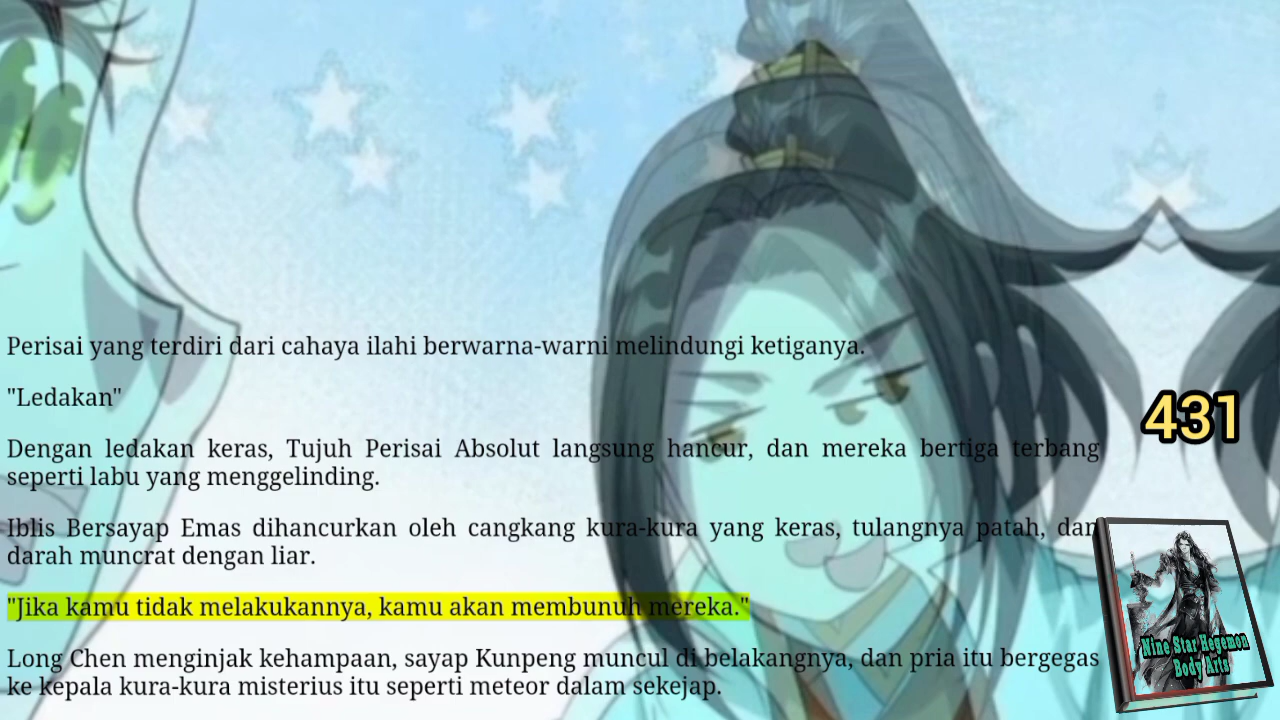 Perisai yang terdiri dari cahaya ilahi berwarna-warni melindungi ketiganya.
"Ledakan"
Dengan ledakan keras, Tujuh Perisai Absolut langsung hancur, dan mereka bertiga terbang
seperti labu yang menggelinding.
Iblis Bersayap Emas dihancurkan oleh cangkang kura-kura yang keras, tulangnya patah, dan
darah muncrat dengan liar.
"Jika kamu tidak melakukannya, kamu akan membunuh mereka."
Long Chen menginjak kehampaan, sayap Kunpeng muncul di belakangnya, dan pria itu bergegas
ke kepala kura-kura misterius itu seperti meteor dalam sekejap.
431
Nine Star Hegemon
Body Arts